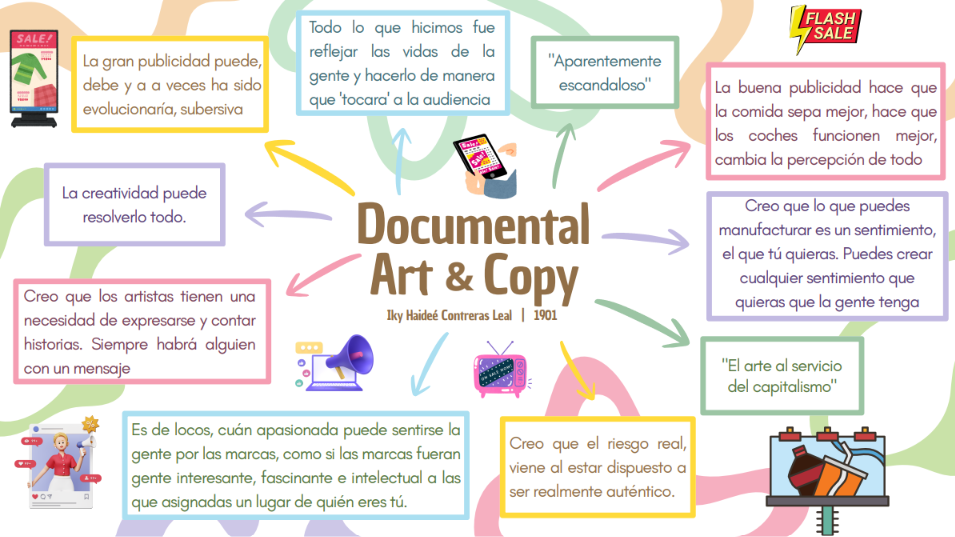 SALE!
La gran publicidad puede,
debe y a a veces ha sido
evolucionaría, subersiva
Todo lo que hicimos fue
reflejar las vidas de la
gente y hacerlo de manera
que 'tocara' a la audiencia
"Aparentemente
escandaloso"
FLASH
SALE
La buena publicidad hace que
la comida sepa mejor, hace que
los coches funcionen mejor,
cambia la percepción de todo
La creatividad puede
resolverlo todo.
Sale!
Sale!
Documental
Art & Copy
Iky Haideé Contreras Leal | 1901
Creo que lo que puedes
manufacturar es un sentimiento,
el que tú quieras. Puedes crear
cualquier sentimiento que
quieras que la gente tenga
Creo que los artistas tienen una
necesidad de expresarse y contar
historias. Siempre habrá alguien
con un mensaje
"El arte al servicio
del capitalismo"
Es de locos, cuán apasionada puede sentirse la
gente por las marcas, como si las marcas fueran
gente interesante, fascinante e intelectual a las
que asignadas un lugar de quién eres tú.
Creo que el riesgo real,
viene al estar dispuesto a
ser realmente auténtico.